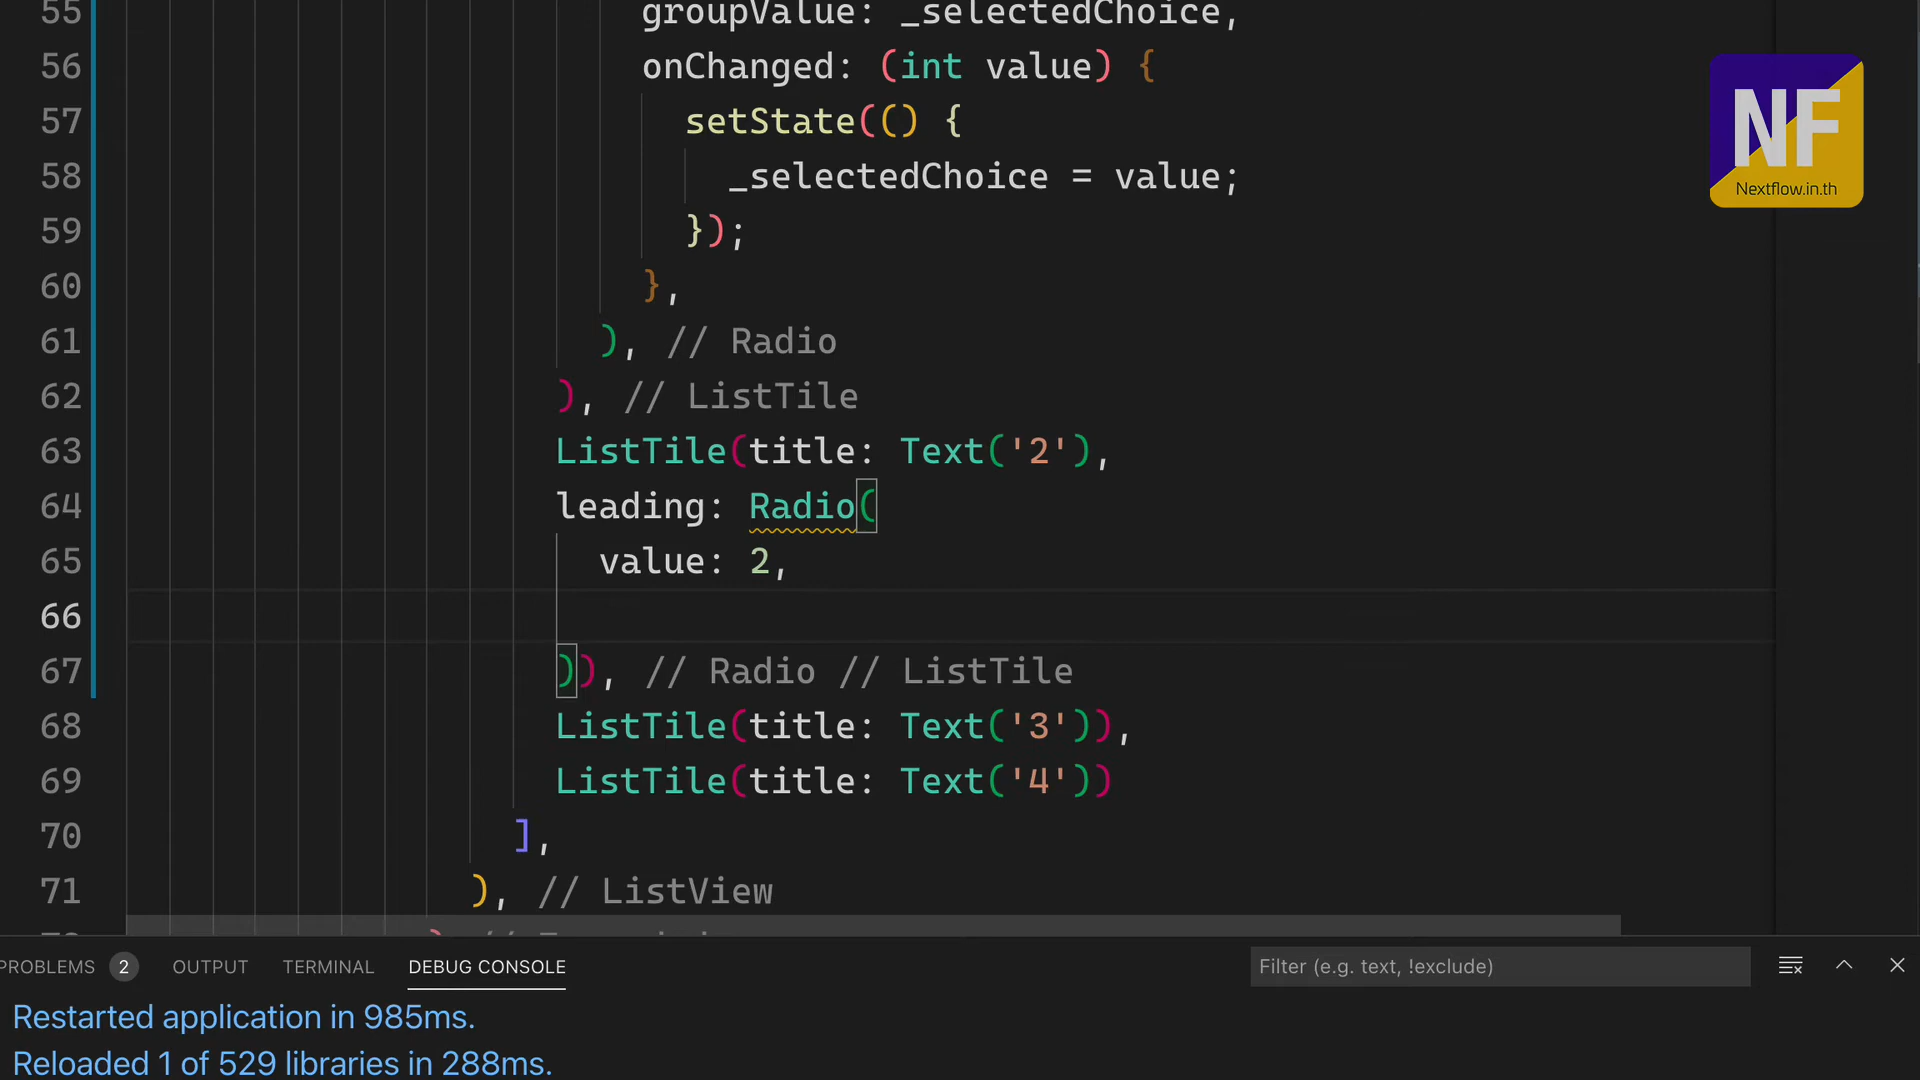 55 groupValue: _selectedChoice,
56 onChanged: (int value) {
57 setState(() {
58 _selectedChoice = value;
59 });
60 },
61 ), // Radio
62 ), // ListTile
63 ListTile(title: Text('2'),
64 leading: Radio(
65 value: 2,
66
67 )), // Radio // ListTile
68 ListTile(title: Text('3')),
69 ListTile(title: Text('4'))
70 ],
71 ), // ListView
NF
Nextflow.in.th
PROBLEMS 2 OUTPUT TERMINAL DEBUG CONSOLE Filter (e.g. text, !exclude)
Restarted application in 985ms.
Reloaded 1 of 529 libraries in 288ms.